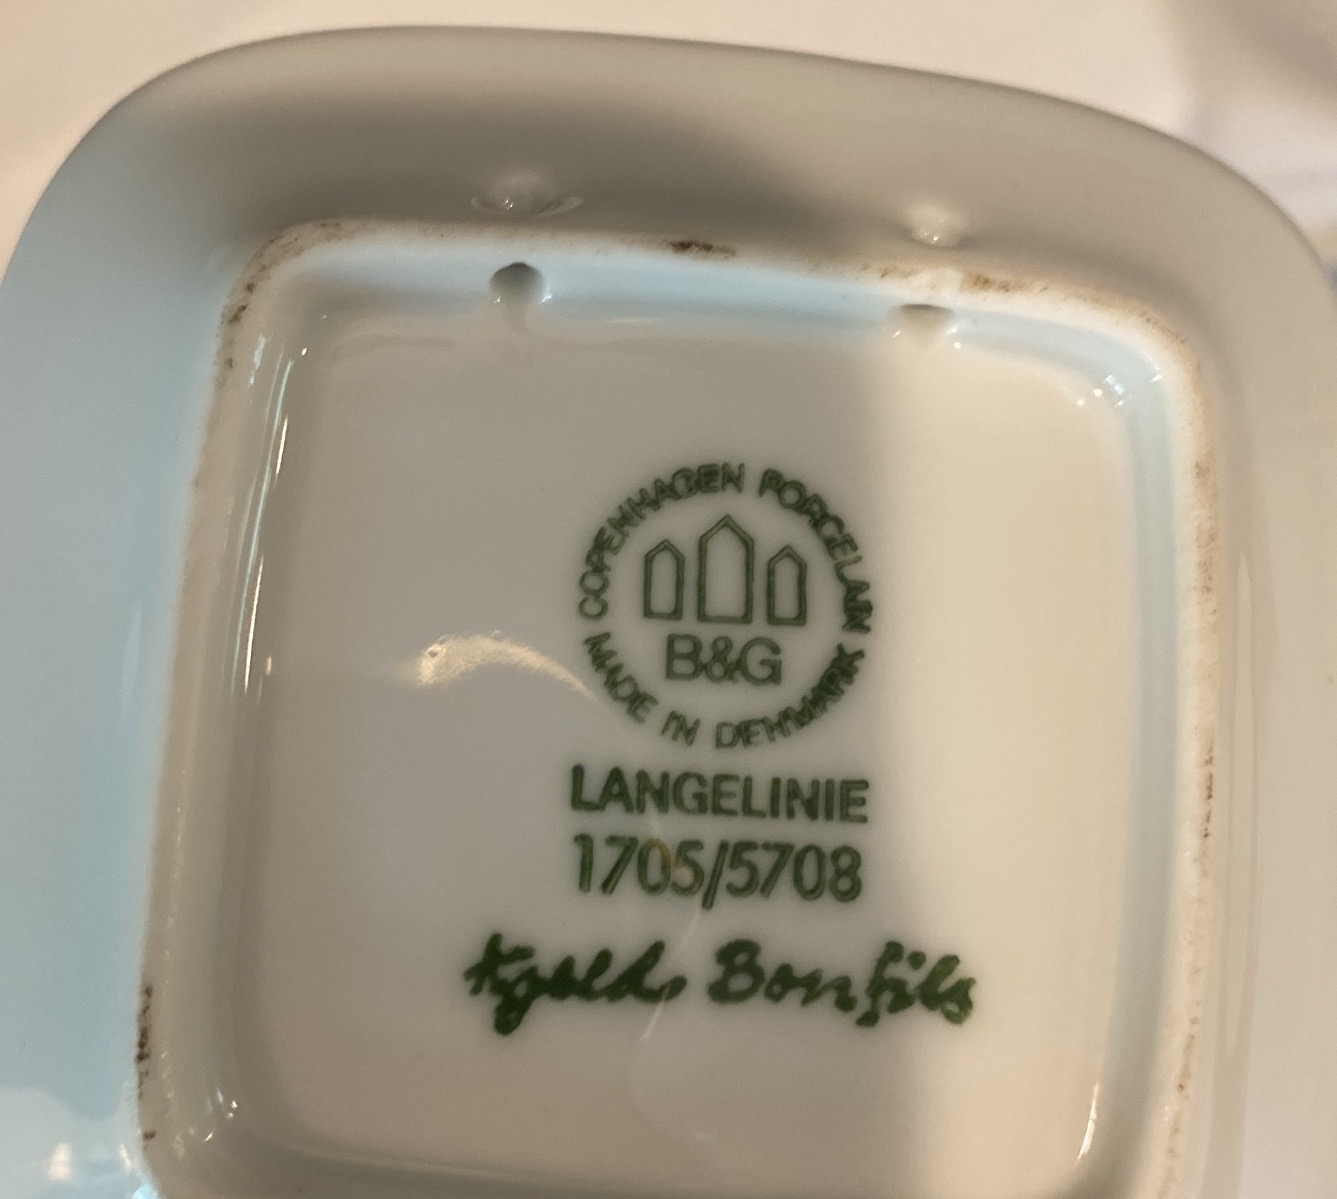 COPENHAGEN PORCELAIN
B&G
MADE IN DENMARK
LANGELINIE
1705/5708
Kjeld Bonfils